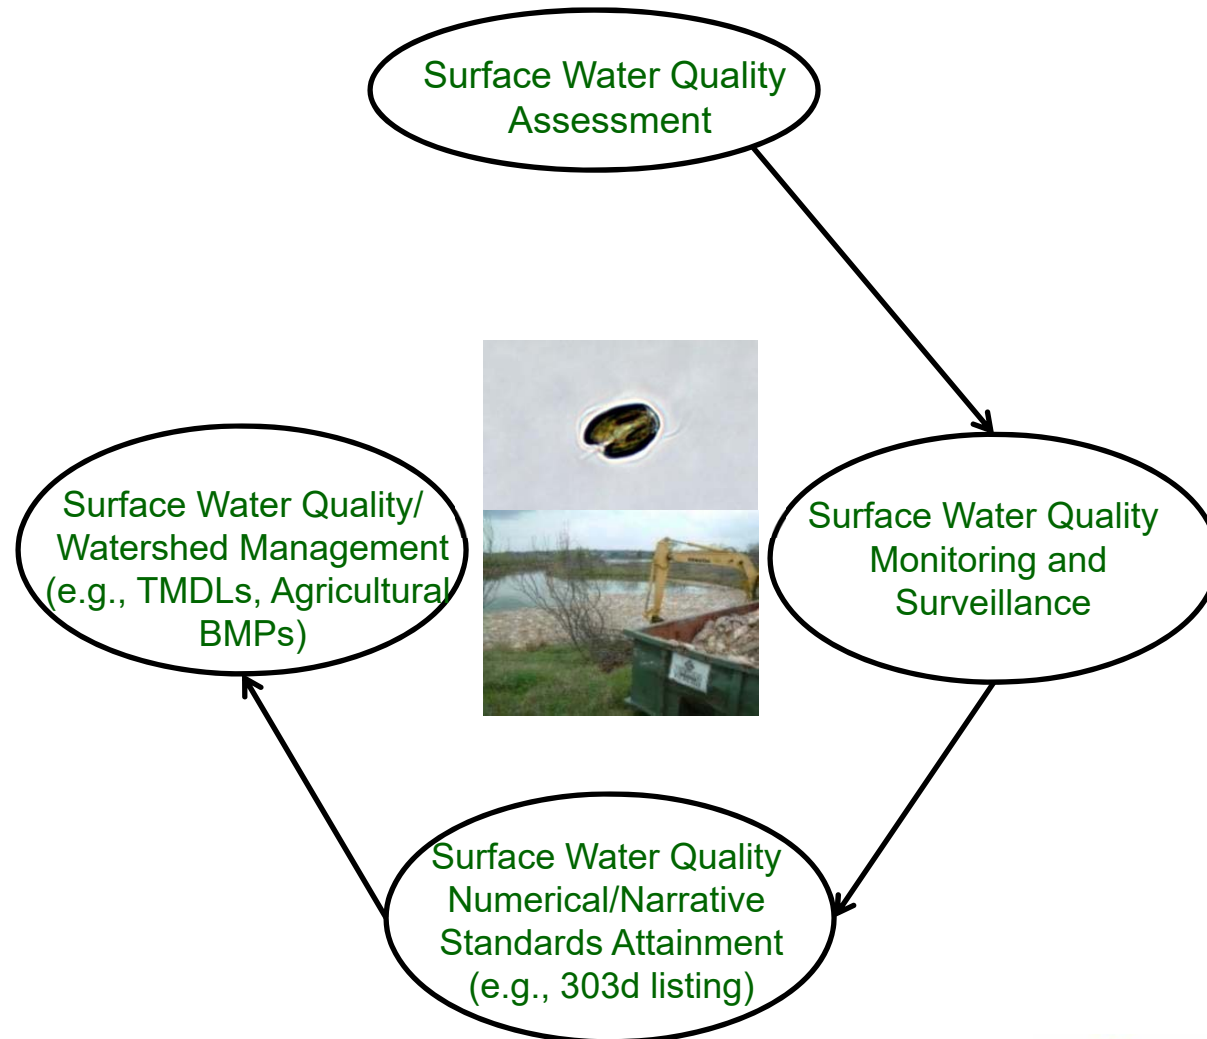 Surface Water Quality
Assessment
Surface Water Quality
Monitoring and
Surveillance
Surface Water Quality
Numerical/Narrative
Standards Attainment
(e.g., 303d listing)
Surface Water Quality/
Watershed Management
(e.g., TMDLs, Agricultural
BMPs)